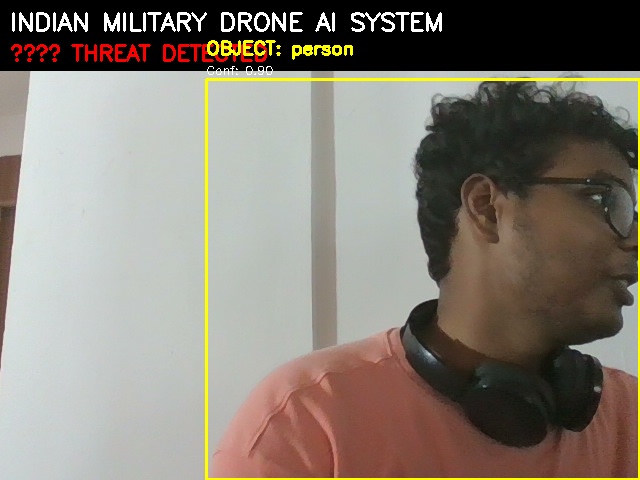 INDIAN MILITARY DRONE AI SYSTEM
???? THREAT DETECTED
OBJECT: person
Conf: 0.90